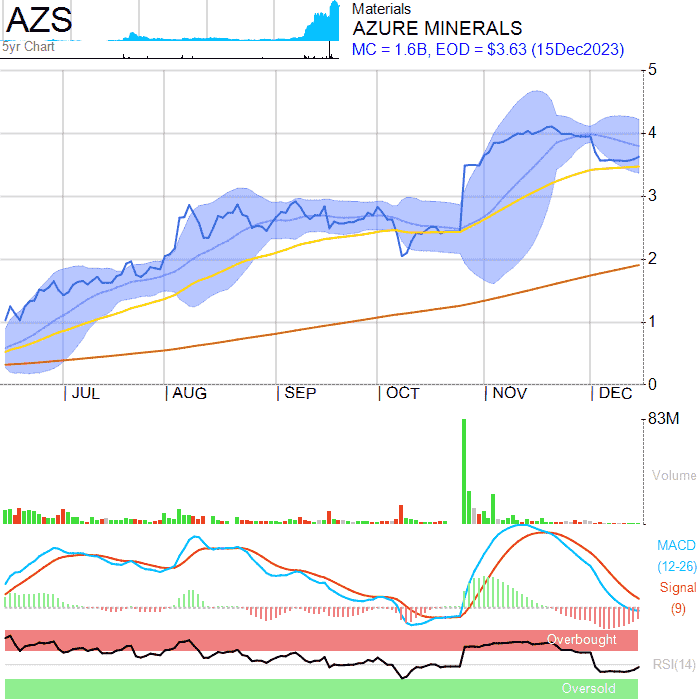 AZS
5yr Chart
Materials
AZURE MINERALS
MC = 1.6B, EOD = $3.63 (15Dec2023)
5
4
3
2
1
0
JUL AUG SEP OCT NOV DEC
83M
Volume
MACD
(12-26)
Signal
(9)
Overbought
RSI(14)
Oversold